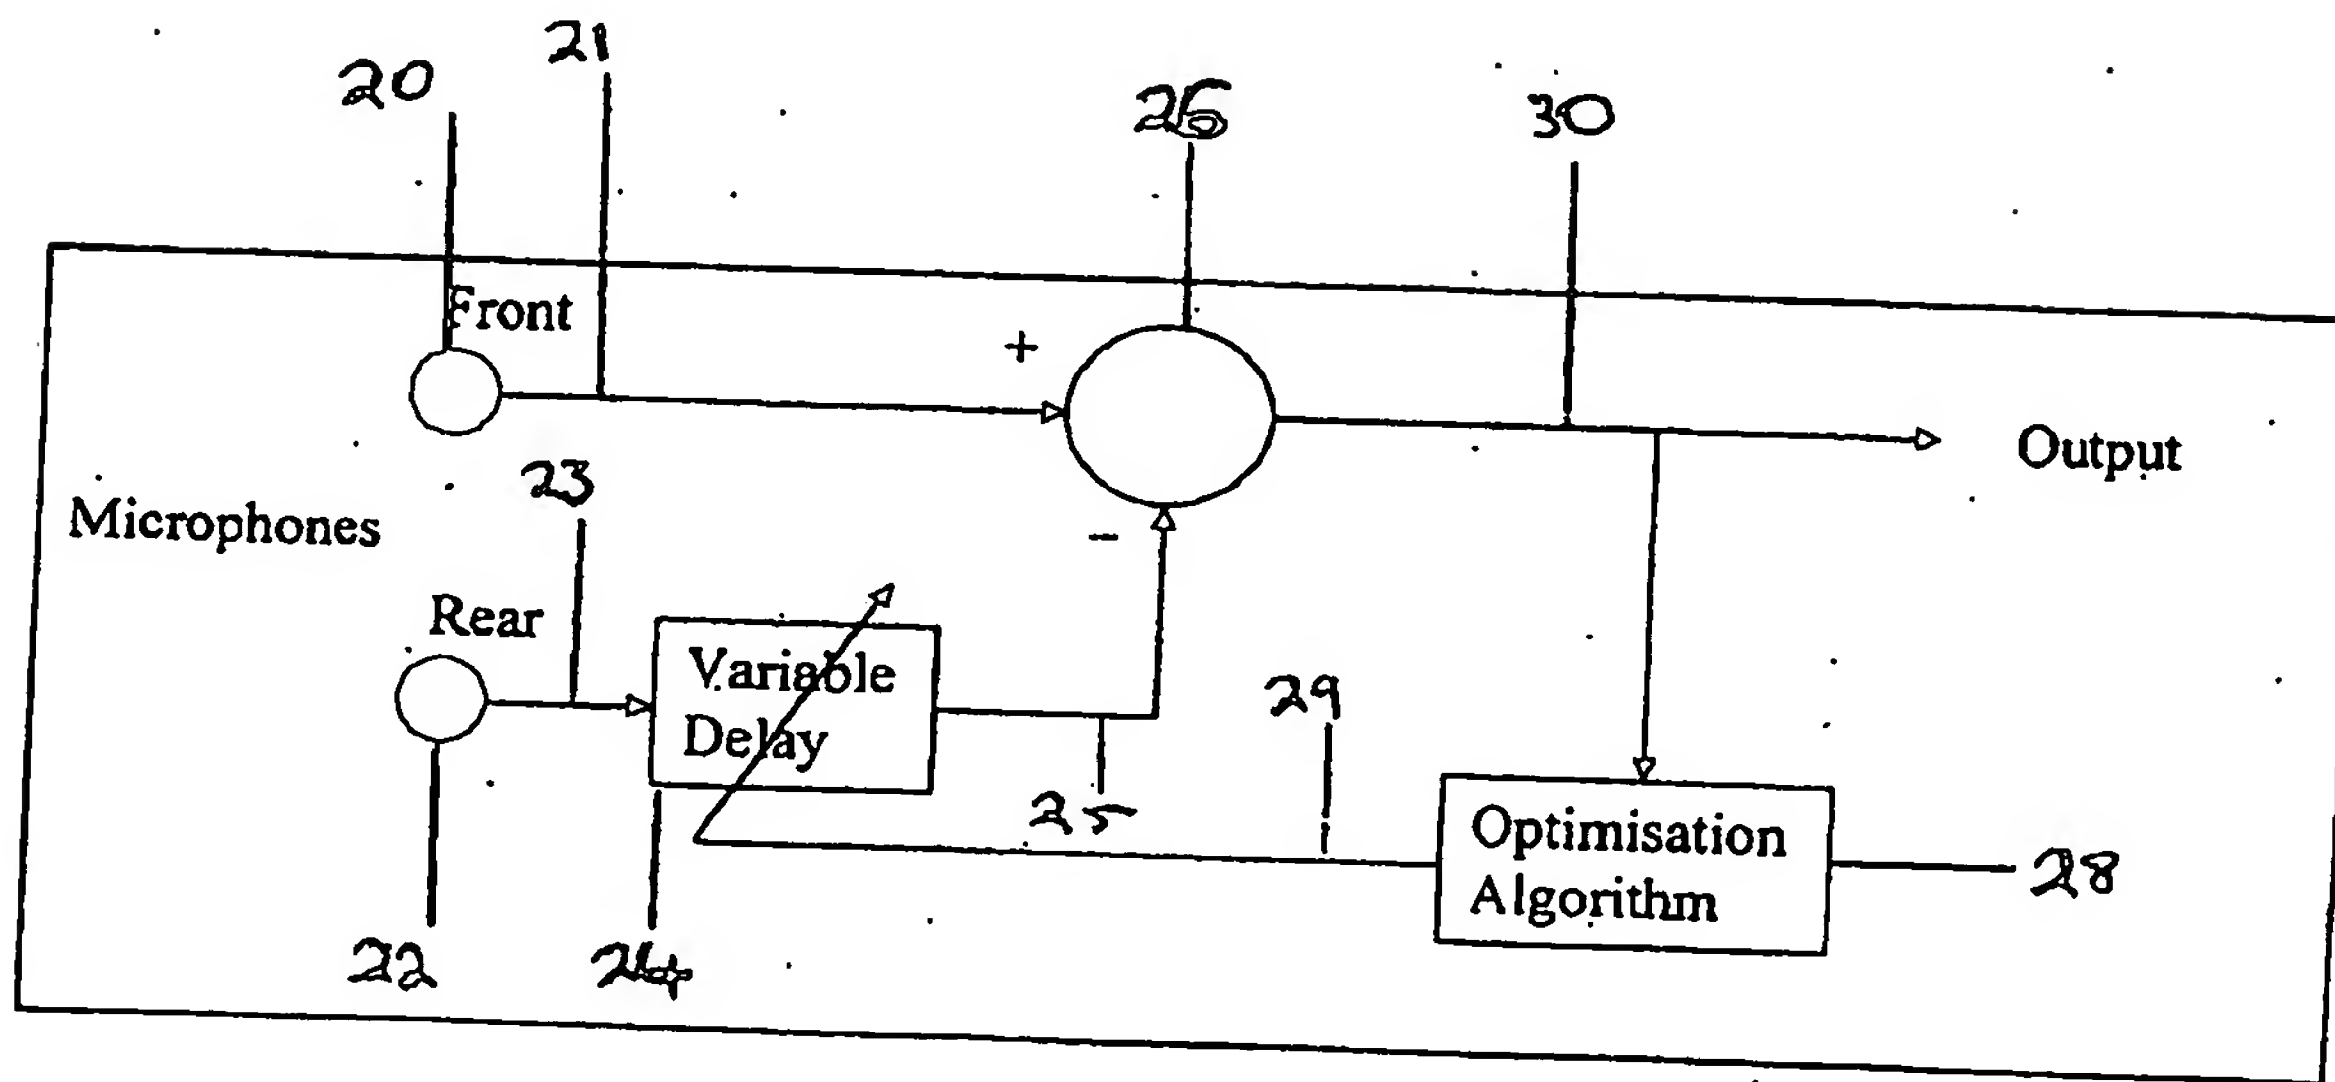 20
21
26
30
Front
+
Output
23
Microphones
-
Rear
Variable
Delay
29
25
Optimisation
Algorithm
28
22
24